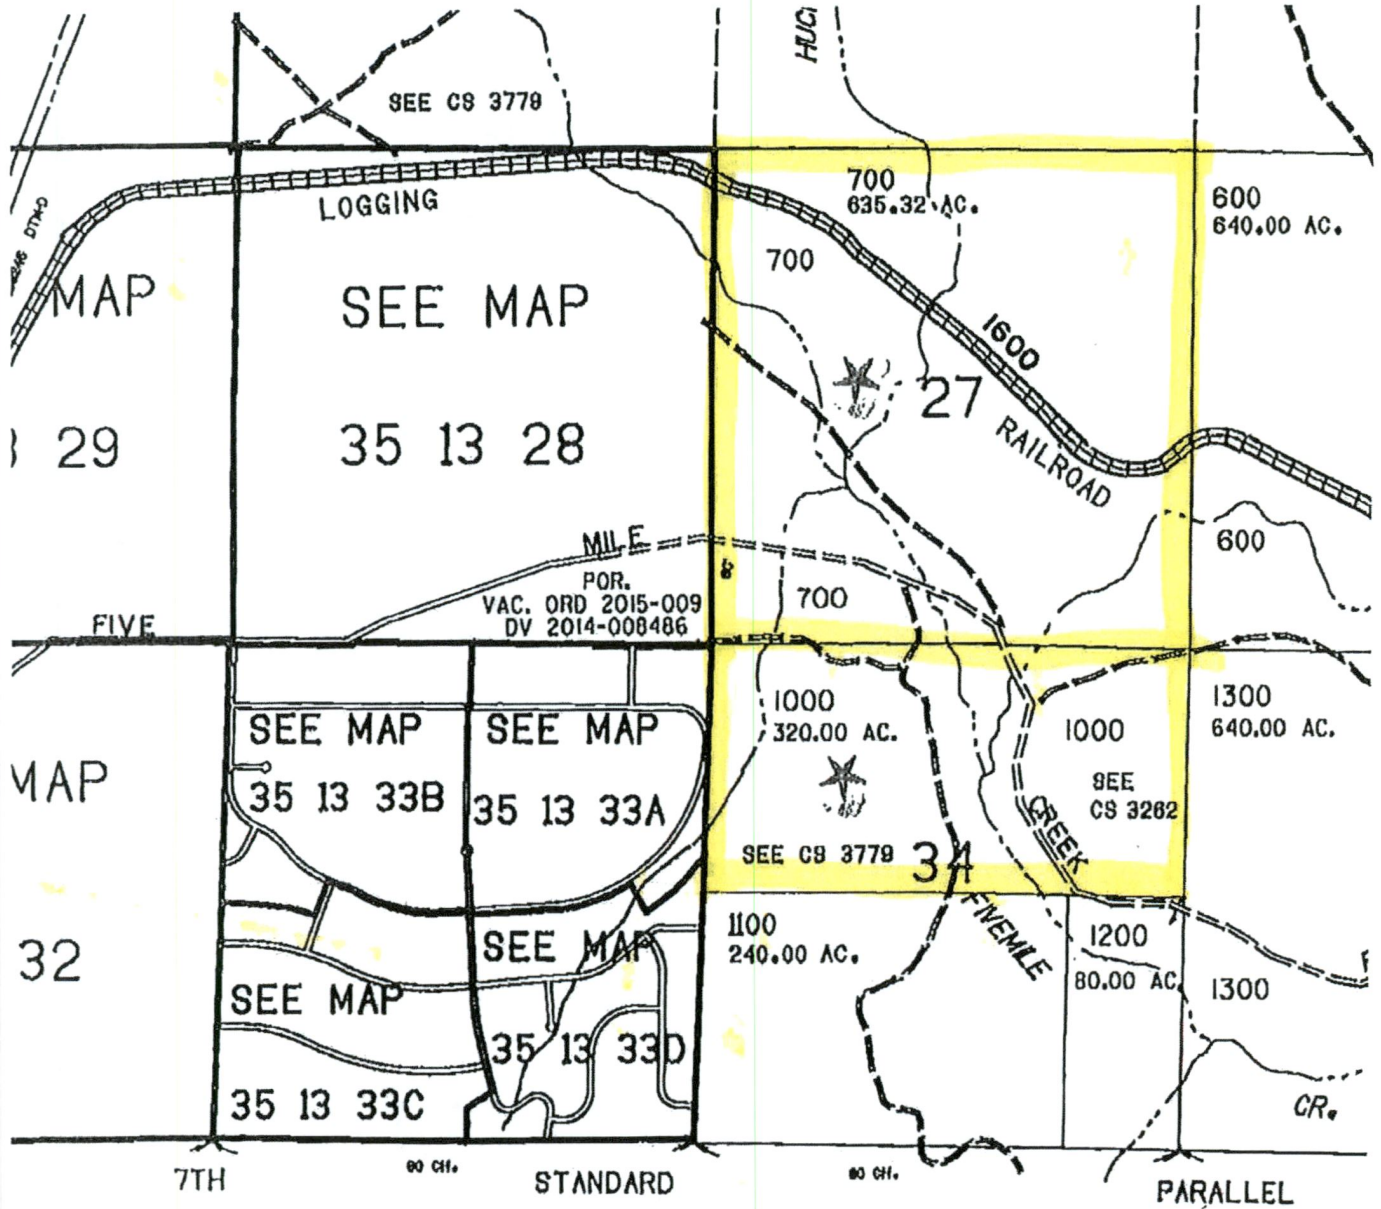 HUC
SEE CS 3779
LOGGING
700
635.32 AC.
600
640.00 AC.
700
MAP
SEE MAP
1600
27
29
35 13 28
RAILROAD
600
MILE
POR.
VAC. ORD 2015-009
DV 2014-008486
700
FIVE
1000
320.00 AC.
1300
640.00 AC.
SEE MAP
SEE MAP
1000
MAP
35 13 33B
35 13 33A
SEE
CS 3262
CREEK
SEE CS 3779
34
32
SEE MAP
1100
240.00 AC.
FIVEMILE
1200
80.00 AC.
1300
SEE MAP
35 13 33D
35 13 33C
CR.
7TH
80 CH.
STANDARD
80 CH.
PARALLEL